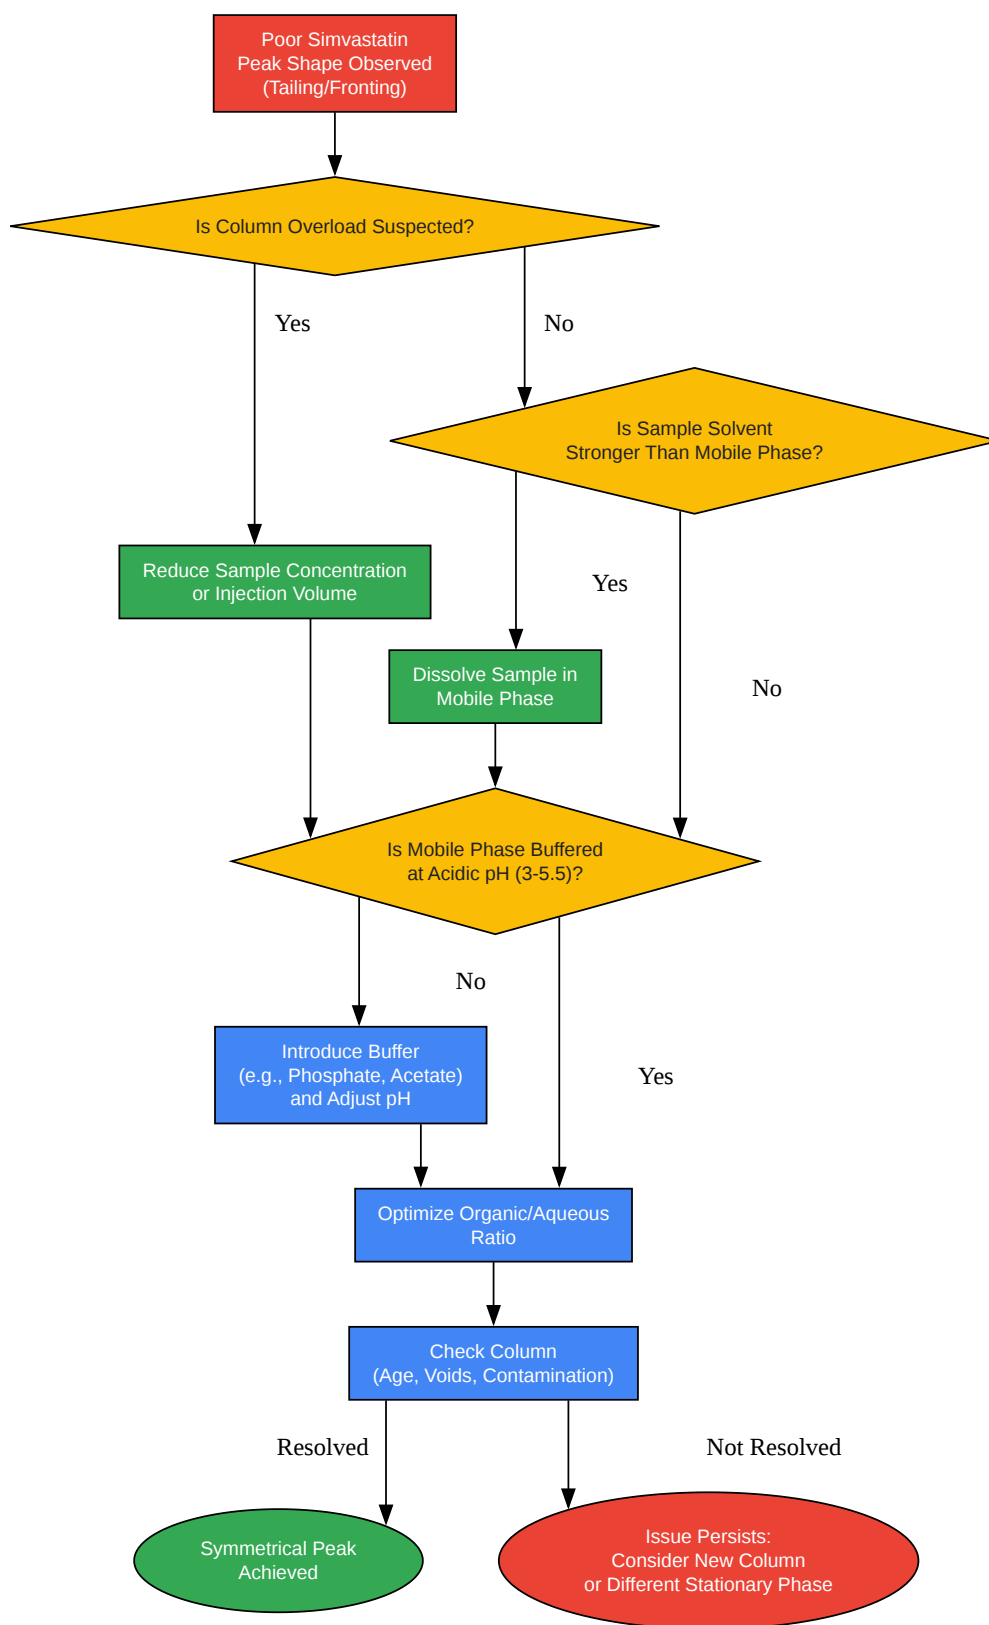 Poor Simvastatin
Peak Shape Observed
(Tailing/Fronting)
Is Column Overload Suspected?
Yes
No
Is Sample Solvent
Stronger Than Mobile Phase?
Reduce Sample Concentration
or Injection Volume
Yes
Dissolve Sample in
Mobile Phase
No
Is Mobile Phase Buffered
at Acidic pH (3-5.5)?
No
Introduce Buffer
(e.g., Phosphate, Acetate)
and Adjust pH
Yes
Optimize Organic/Aqueous
Ratio
Check Column
(Age, Voids, Contamination)
Resolved
Not Resolved
Symmetrical Peak
Achieved
Issue Persists:
Consider New Column
or Different Stationary Phase